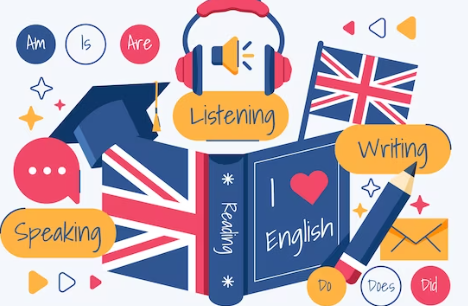 Am
Is
Are
Listening
Writing
Speaking
Reading
I
English
Do
Does
Did